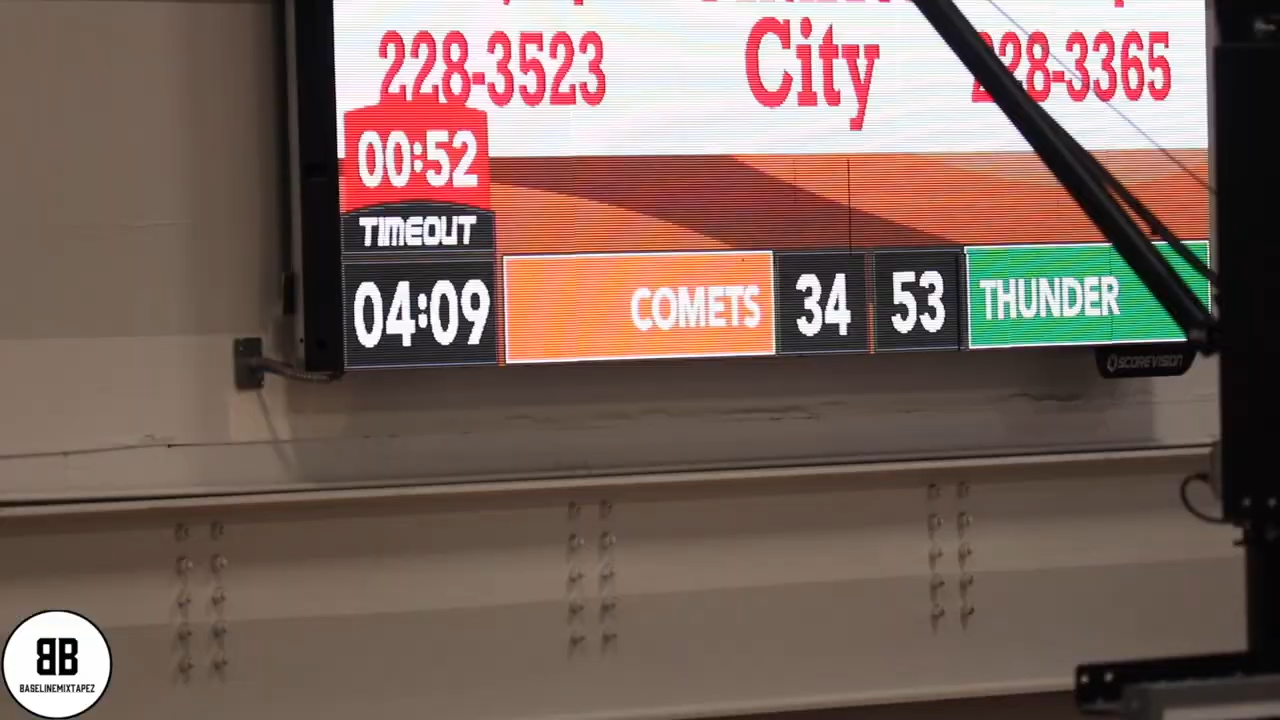 228-3523
City
228-3365
00:52
TIMEOUT
04:09
COMETS
34
53
THUNDER
SCOREVISION
BB
BASELINEMIXTAPEZ